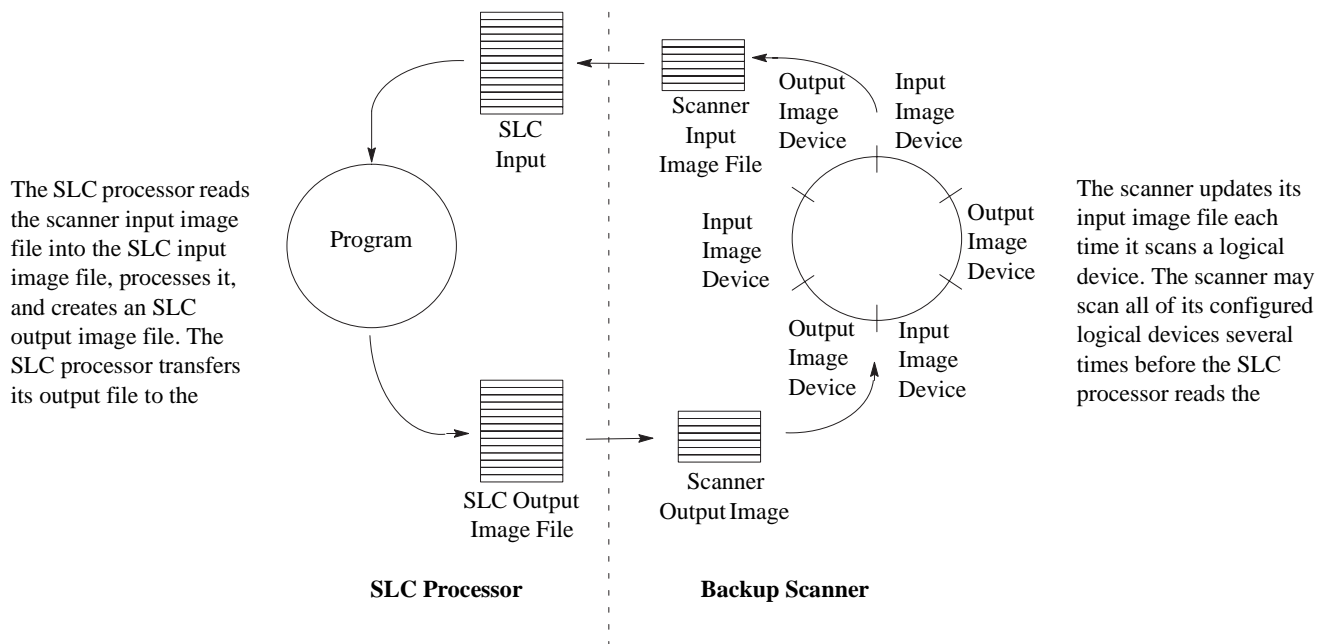 The SLC processor reads
the scanner input image
file into the SLC input
image file, processes it,
and creates an SLC
output image file. The
SLC processor transfers
its output file to the
SLC
Input
Program
SLC Output
Image File
SLC Processor
Scanner
Input
Image File
Output
Image
Device
Input
Image
Device
Output
Image
Device
Input
Image
Device
Output
Image
Device
Input
Image
Device
Scanner
Output Image
Backup Scanner
The scanner updates its
input image file each
time it scans a logical
device. The scanner may
scan all of its configured
logical devices several
times before the SLC
processor reads the